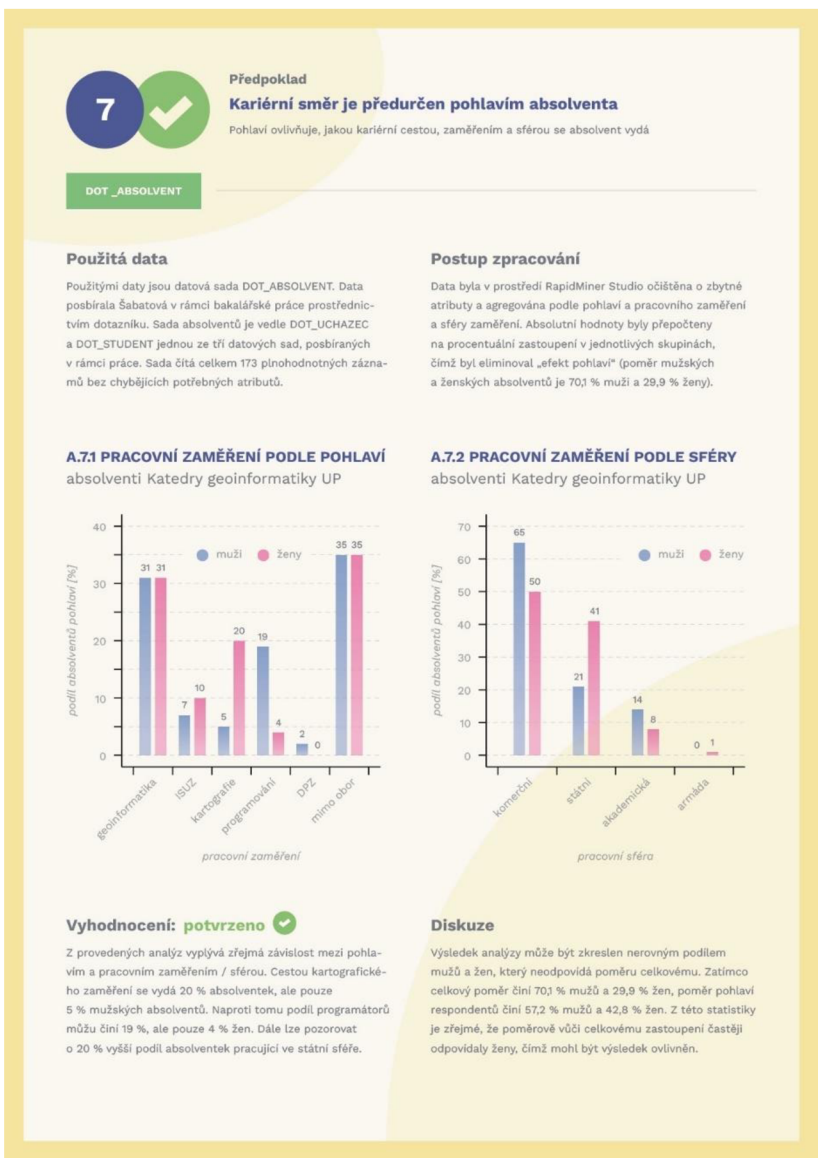 7
Předpoklad
Kariérní směr je předurčen pohlavím absolventa
Pohlaví ovlivňuje, jakou kariérní cestou, zaměřením a sférou se absolvent vydá
DOT _ABSOLVENT
Použitá data
Použitými daty jsou datová sada DOT_ABSOLVENT. Data
posbírala Šabatová v rámci bakalářské práce prostřednic-
tvím dotazníku. Sada absolventů je vedle DOT_UCHAZEC
a DOT_STUDENT jednou ze tří datových sad, posbíraných
v rámci práce. Sada čítá celkem 173 plnohodnotných zázna-
mů bez chybějících potřebných atributů.
Postup zpracování
Data byla v prostředí RapidMiner Studio očištěna o zbytné
atributy a agregována podle pohlaví a pracovního zaměření
a sféry zaměření. Absolutní hodnoty byly přepočteny
na procentuální zastoupení v jednotlivých skupinách,
čímž byl eliminoval „efekt pohlaví“ (poměr mužských
a ženských absolventů je 70,1 % muži a 29,9 % ženy).
A.7.1 PRACOVNÍ ZAMĚŘENÍ PODLE POHLAVÍ
absolventi Katedry geoinformatiky UP
40
30
20
10
0
podíl absolventů pohlaví [%]
muži
ženy
31
31
7
10
5
20
19
4
2
0
35
35
geoinformatika
ISUZ
kartografie
programování
DPZ
mimo obor
pracovní zaměření
A.7.2 PRACOVNÍ ZAMĚŘENÍ PODLE SFÉRY
absolventi Katedry geoinformatiky UP
70
60
50
40
30
20
10
0
podíl absolventů pohlaví [%]
muži
ženy
65
50
21
41
14
8
0
1
komerční
státní
akademická
armáda
pracovní sféra
Vyhodnocení: potvrzeno
Z provedených analýz vyplývá zřejmá závislost mezi pohla-
vím a pracovním zaměřením / sférou. Cestou kartografické-
ho zaměření se vydá 20 % absolventek, ale pouze
5 % mužských absolventů. Naproti tomu podíl programátorů
můžu činí 19 %, ale pouze 4 % žen. Dále lze pozorovat
o 20 % vyšší podíl absolventek pracující ve státní sféře.
Diskuze
Výsledek analýzy může být zkreslen nerovným podílem
mužů a žen, který neodpovídá poměru celkovému. Zatímco
celkový poměr činí 70,1 % mužů a 29,9 % žen, poměr pohlaví
respondentů činí 57,2 % mužů a 42,8 % žen. Z této statistiky
je zřejmé, že poměrově vůči celkovému zastoupení častěji
odpovídaly ženy, čímž mohl být výsledek ovlivněn.